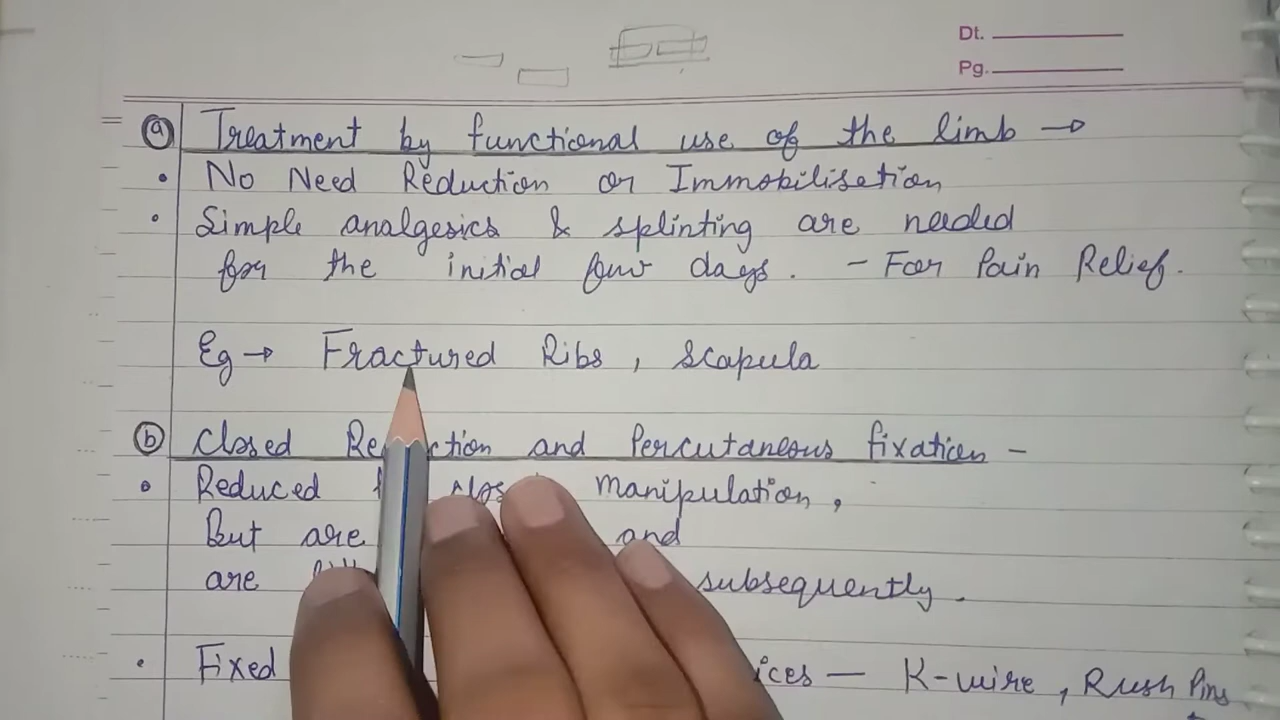 Dt.
Pg.
a Treatment by functional use of the limb →
• No Need Reduction or Immobilisation
• Simple analgesics & splinting are needed
for the initial few days. - For Pain Relief.
Eg → Fractured Ribs, Scapula
b Closed Reduction and Percutaneous fixation -
• Reduced manipulation,
But are and
are subsequently.
• Fixed — K-wire, Rush Pins